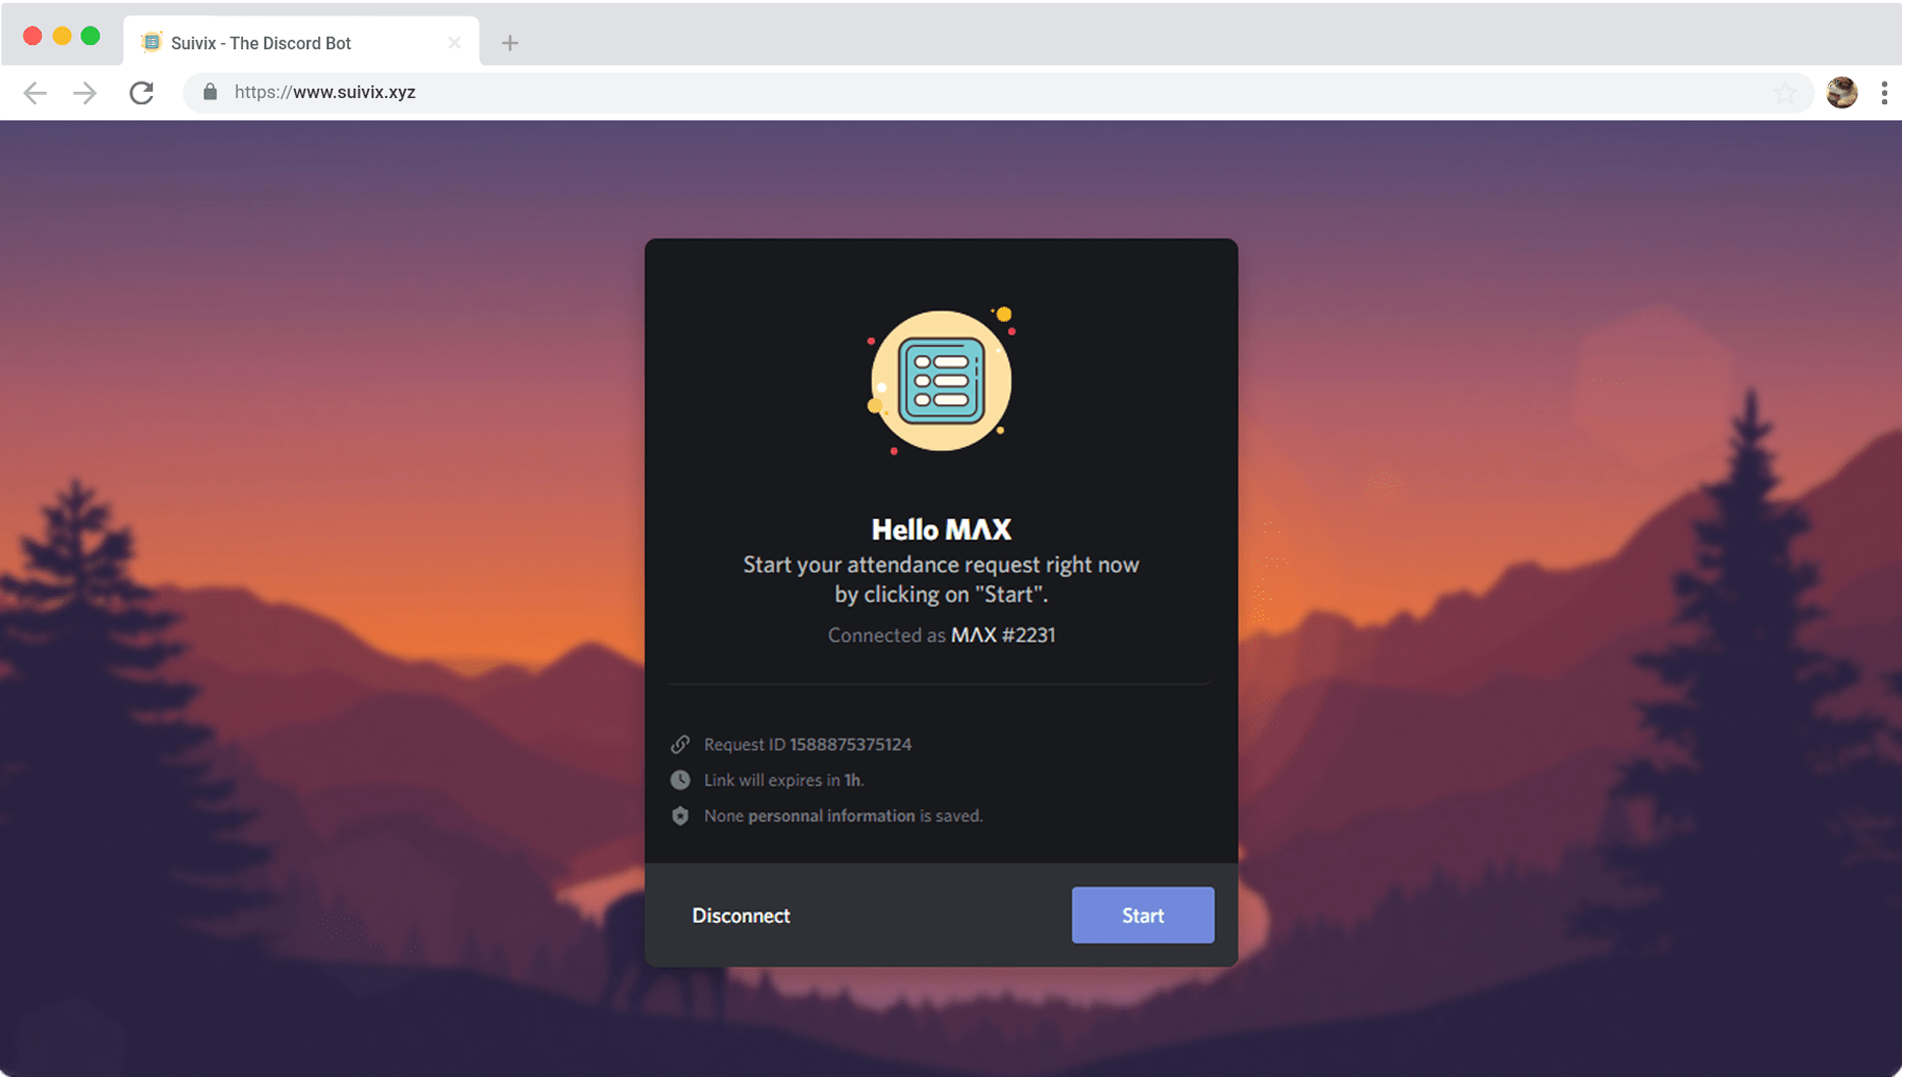 Suivix - The Discord Bot
https://www.suivix.xyz
Hello MΛX
Start your attendance request right now
by clicking on "Start".
Connected as MΛX #2231
Request ID 1588875375124
Link will expires in 1h.
None personnal information is saved.
Disconnect
Start